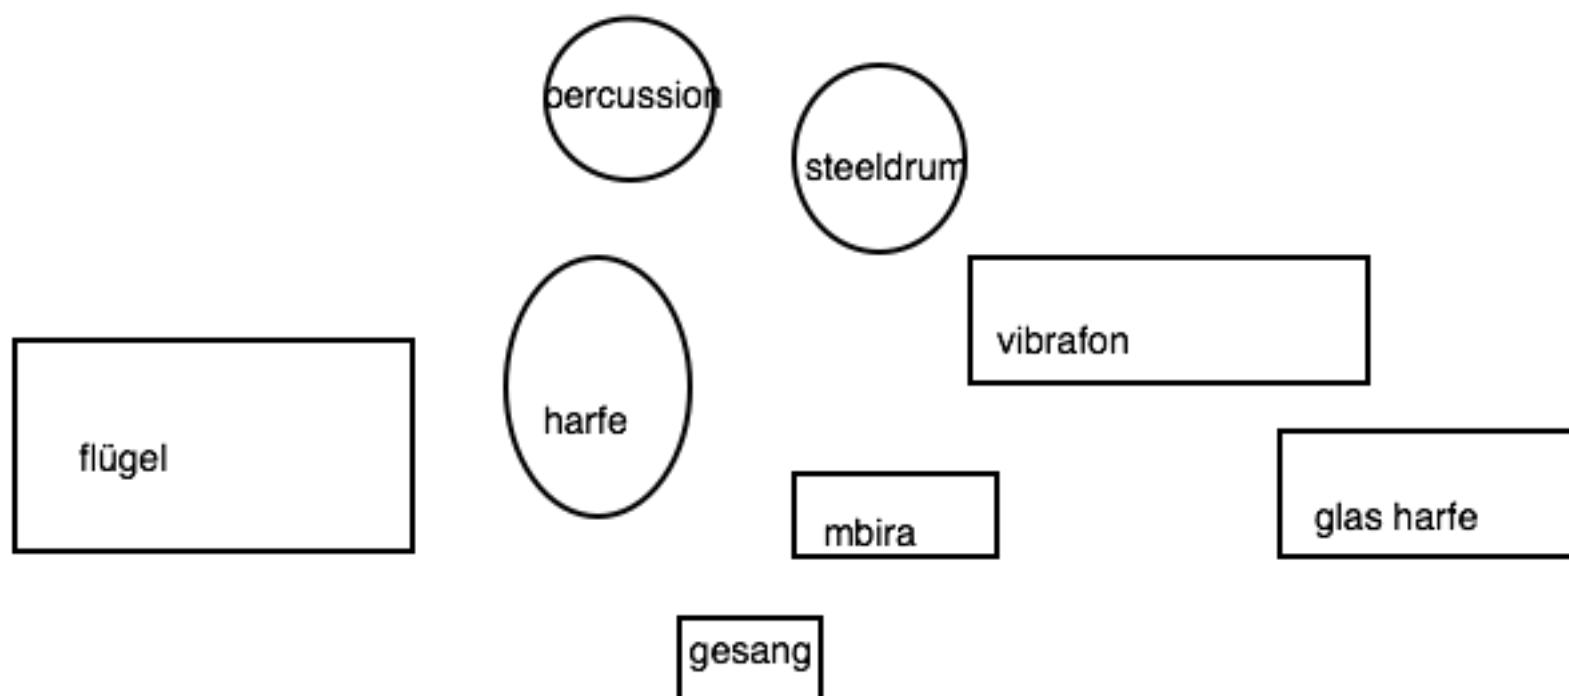 percussion
steeldrum
vibrafon
harfe
flügel
glas harfe
mbira
gesang